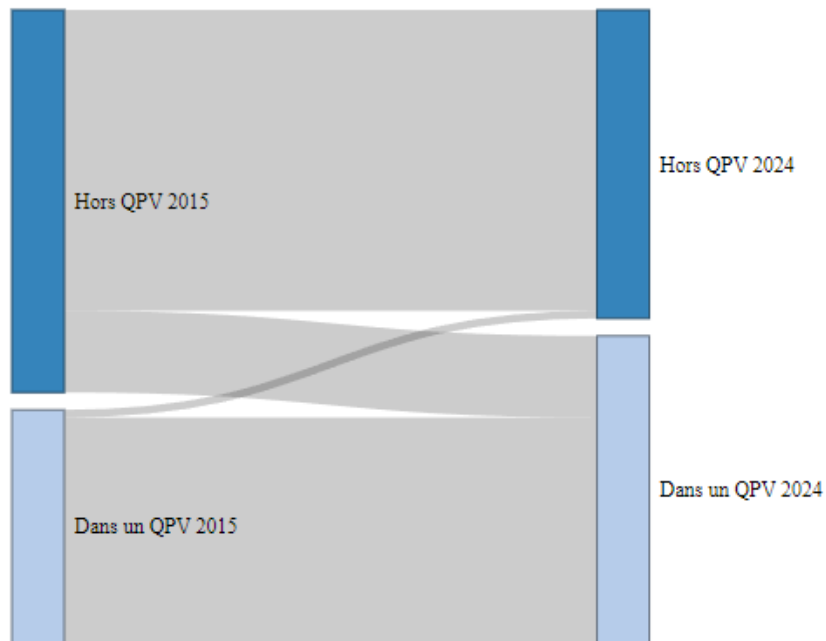 Hors QPV 2024
Hors QPV 2015
Dans un QPV 2024
Dans un QPV 2015